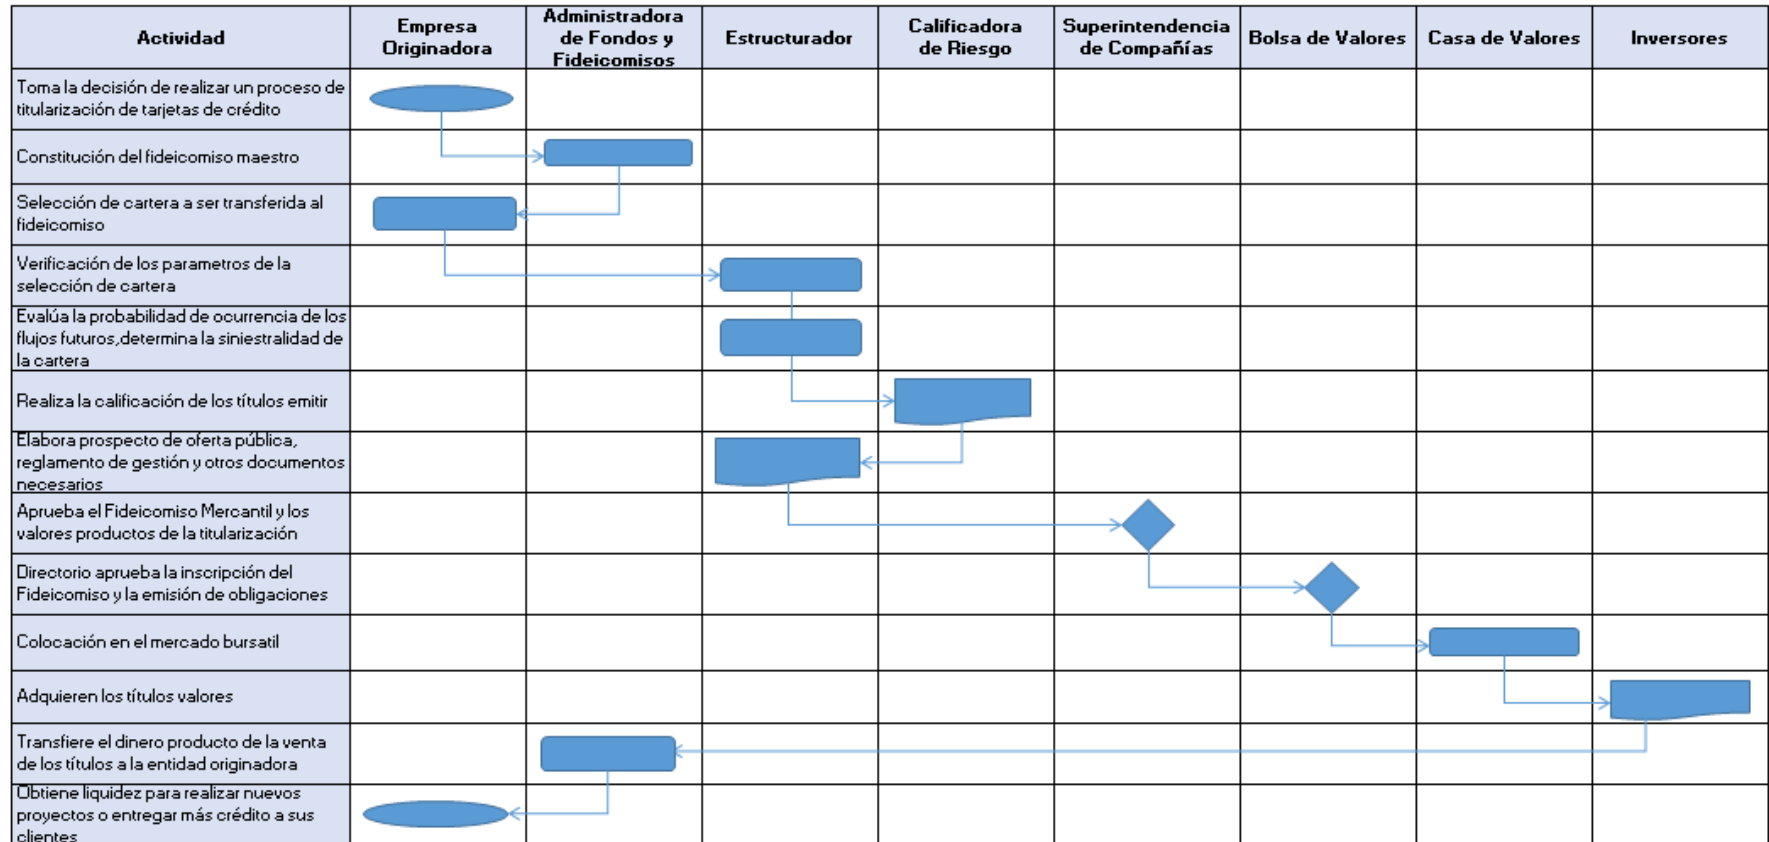 Actividad
Empresa
Originadora
Administradora
de Fondos y
Fideicomisos
Estructurador
Calificadora
de Riesgo
Superintendencia
de Compañías
Bolsa de Valores
Casa de Valores
Inversores
Toma la decisión de realizar un proceso de
titularización de tarjetas de crédito
Constitución del fideicomiso maestro
Selección de cartera a ser transferida al
fideicomiso
Verificación de los parametros de la
selección de cartera
Evalúa la probabilidad de ocurrencia de los
flujos futuros,determina la siniestralidad de
la cartera
Realiza la calificación de los títulos emitir
Elabora prospecto de oferta pública,
reglamento de gestión y otros documentos
necesarios
Aprueba el Fideicomiso Mercantil y los
valores productos de la titularización
Directorio aprueba la inscripción del
Fideicomiso y la emisión de obligaciones
Colocación en el mercado bursatil
Adquieren los títulos valores
Transfiere el dinero producto de la venta
de los títulos a la entidad originadora
Obtiene liquidez para realizar nuevos
proyectos o entregar más crédito a sus
clientes